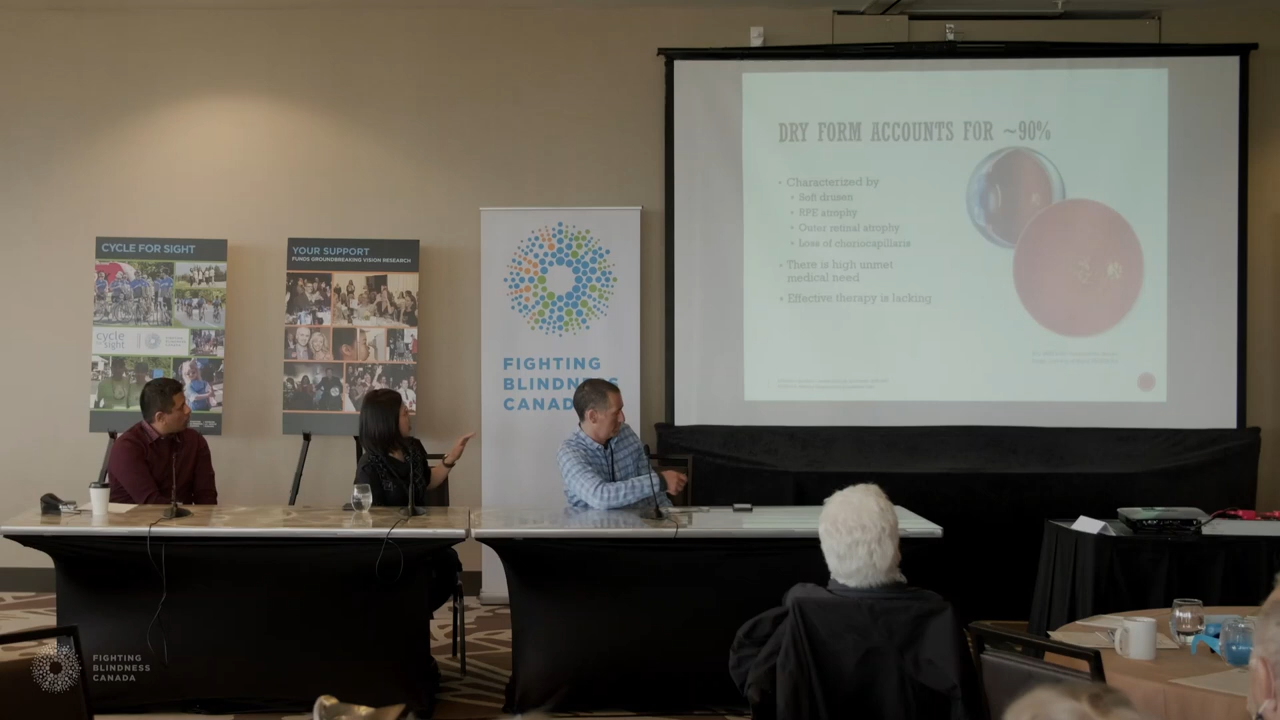 CYCLE FOR SIGHT
cycle
sight
YOUR SUPPORT
FUNDS GROUNDBREAKING VISION RESEARCH
FIGHTING
BLINDNESS
CANADA
DRY FORM ACCOUNTS FOR ~90%
• Characterized by
• Soft drusen
• RPE atrophy
• Outer retinal atrophy
• Loss of choriocapillaris
• There is high unmet
medical need
• Effective therapy is lacking
FIGHTING
BLINDNESS
CANADA